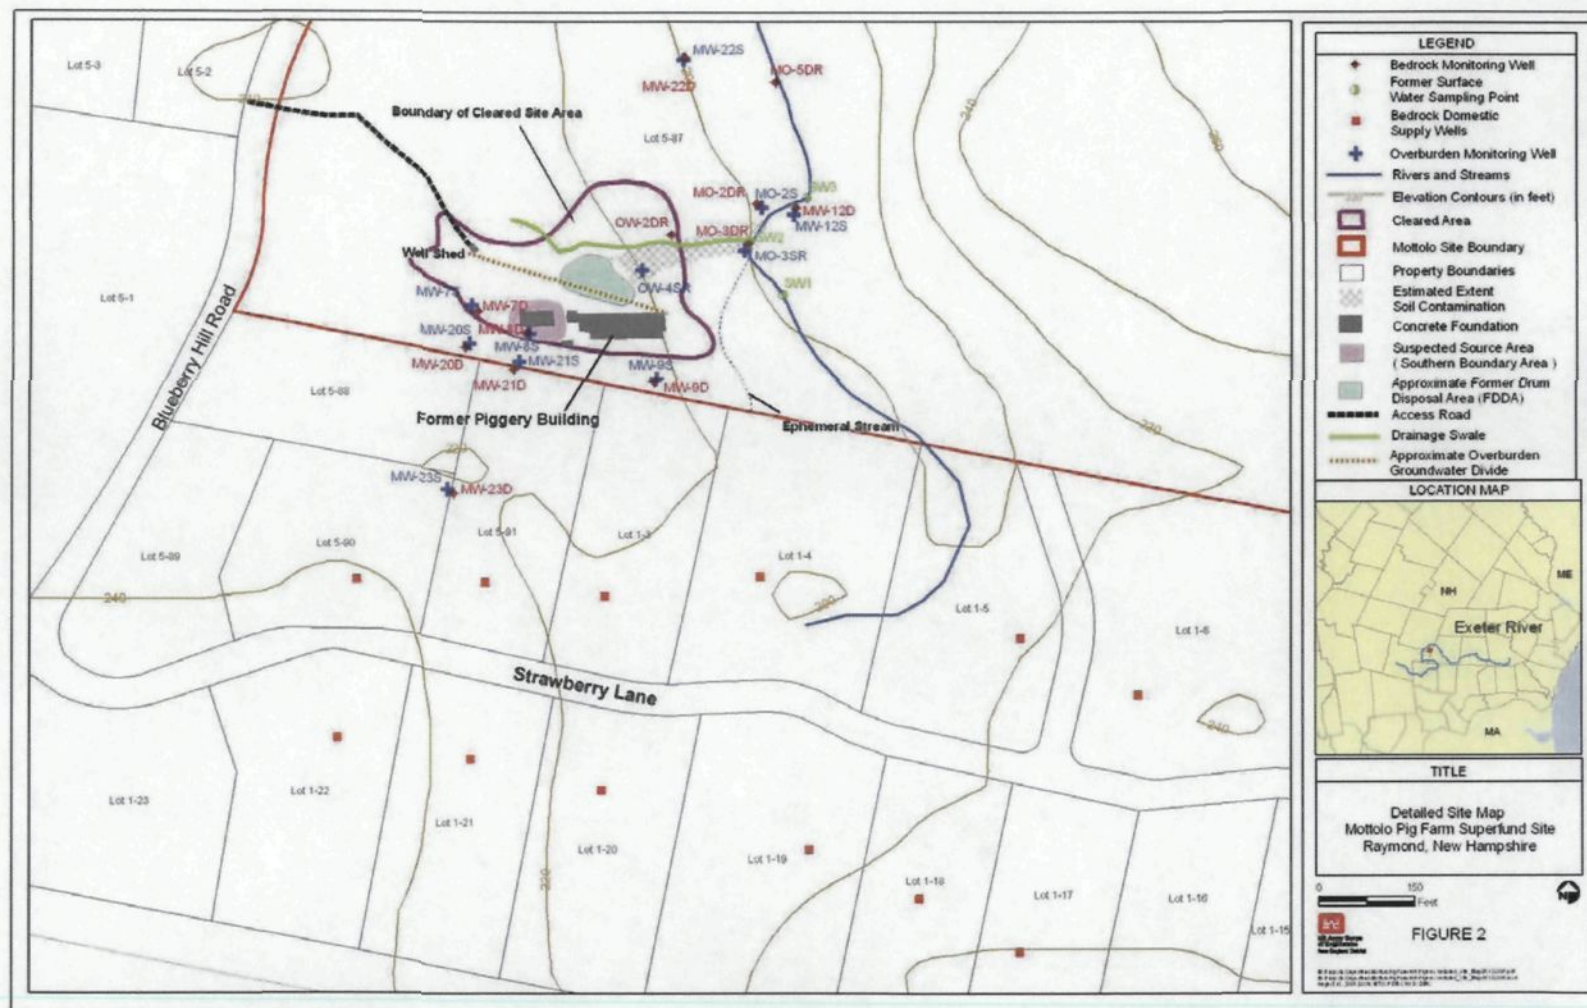 MW-22S
Lot 5-3
Lot 5-2
MO-5DR
MW-22D
240
Boundary of Cleared Site Area
Lot 5-87
MO-2DR
MO-2S
SW3
MW-12D
MW-12S
OW-2DR
MO-3DR
SW2
Well Shed
MO-3SR
OW-4SR
SW1
Lot 5-1
MW-7S
MW-7D
MW-20S
MW-8D
MW-8S
MW-21S
MW-20D
MW-9S
MW-21D
MW-9D
Blueberry Hill Road
Lot 5-88
Former Piggery Building
Ephemeral Stream
220
MW-23S
MW-23D
Lot 5-91
Lot 1-3
Lot 5-90
Lot 5-89
Lot 1-4
240
Lot 1-5
Lot 1-6
Strawberry Lane
240
Lot 1-23
Lot 1-22
Lot 1-21
Lot 1-20
Lot 1-19
220
Lot 1-18
Lot 1-17
Lot 1-16
Lot 1-15
LEGEND
Bedrock Monitoring Well
Former Surface
Water Sampling Point
Bedrock Domestic
Supply Wells
Overburden Monitoring Well
Rivers and Streams
Elevation Contours (in feet)
Cleared Area
Mottolo Site Boundary
Property Boundaries
Estimated Extent
Soil Contamination
Concrete Foundation
Suspected Source Area
( Southern Boundary Area )
Approximate Former Drum
Disposal Area (FDDA)
Access Road
Drainage Swale
Approximate Overburden
Groundwater Divide
LOCATION MAP
ME
NH
Exeter River
MA
TITLE
Detailed Site Map
Mottolo Pig Farm Superfund Site
Raymond, New Hampshire
0 150
Feet
N
FIGURE 2